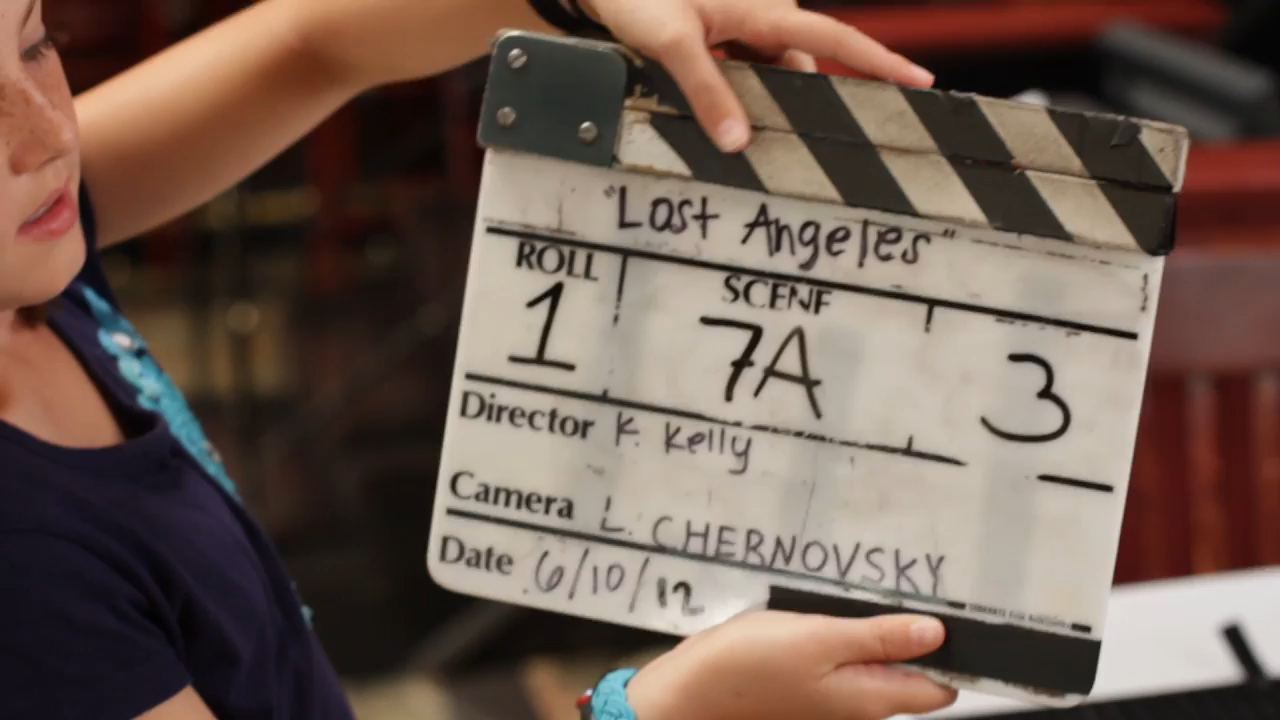 "Lost Angeles"
ROLL SCENE
1 7A 3
Director K. Kelly
Camera L. CHERNOVSKY
Date 6/10/12